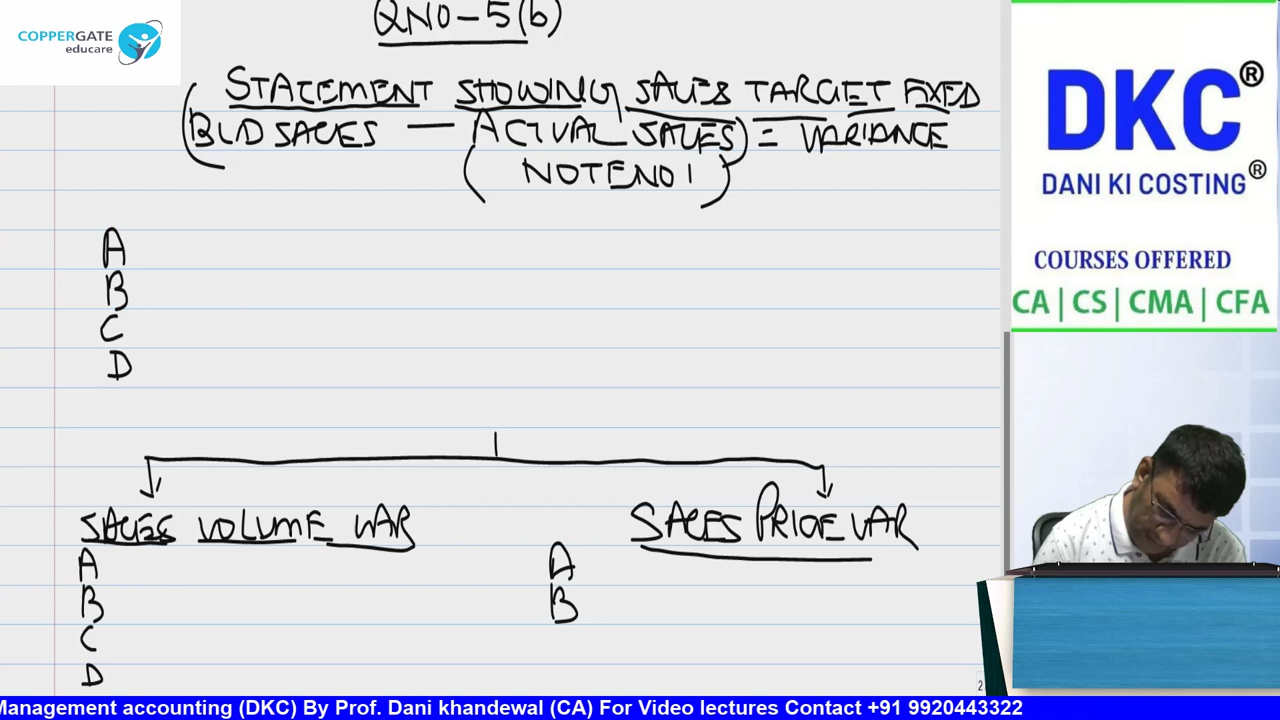 COPPERGATE
educare
QNO-5(b)
STATEMENT SHOWING SALES TARGET FIXED
(BUD SALES — ACTUAL SALES) = VARIANCE
(NOTE NO 1)
A
B
C
D
SALES VOLUME VAR
SALES PRICE VAR
A
B
C
D
A
B
2
DKC®
DANI KI COSTING®
COURSES OFFERED
CA | CS | CMA | CFA
Management accounting (DKC) By Prof. Dani khandewal (CA) For Video lectures Contact +91 9920443322